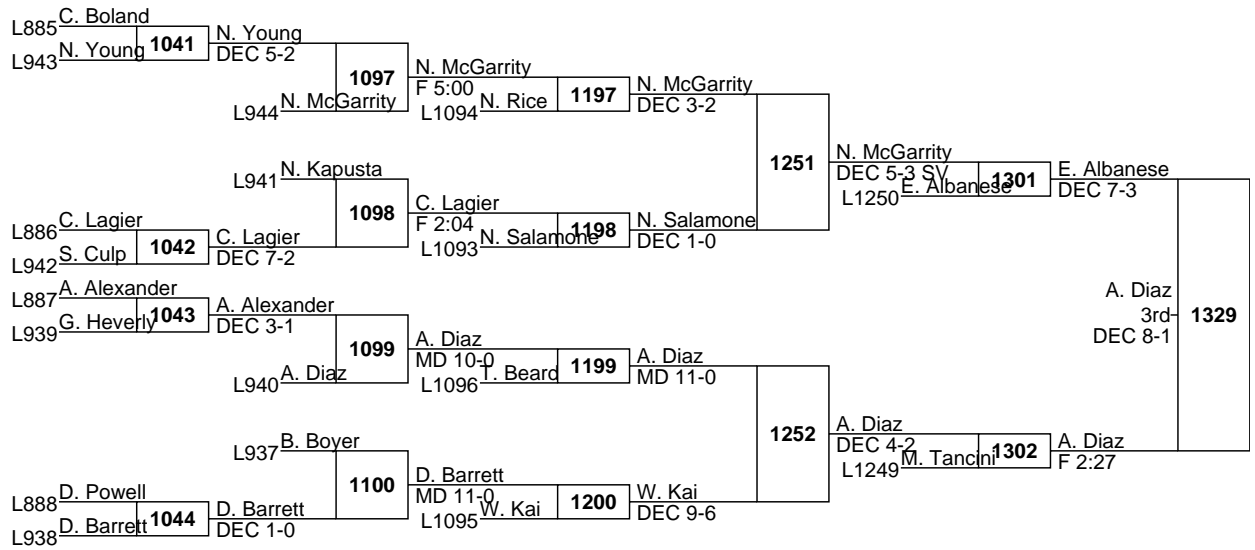 L885 C. Boland
L943 N. Young
1041
N. Young
DEC 5-2
L944 N. McGarrity
1097
N. McGarrity
F 5:00
L1094 N. Rice
1197
N. McGarrity
DEC 3-2
L941 N. Kapusta
L886 C. Lagier
L942 S. Culp
1042
C. Lagier
DEC 7-2
1098
C. Lagier
F 2:04
L1093 N. Salamone
1198
N. Salamone
DEC 1-0
1251
N. McGarrity
DEC 5-3 SV
L1250 E. Albanese
1301
E. Albanese
DEC 7-3
L887 A. Alexander
L939 G. Heverly
1043
A. Alexander
DEC 3-1
L940 A. Diaz
1099
A. Diaz
MD 10-0
L1096 T. Beard
1199
A. Diaz
MD 11-0
L937 B. Boyer
L888 D. Powell
L938 D. Barrett
1044
D. Barrett
DEC 1-0
1100
D. Barrett
MD 11-0
L1095 W. Kai
1200
W. Kai
DEC 9-6
1252
A. Diaz
DEC 4-2
L1249 M. Tancini
1302
A. Diaz
F 2:27
A. Diaz
3rd
DEC 8-1
1329